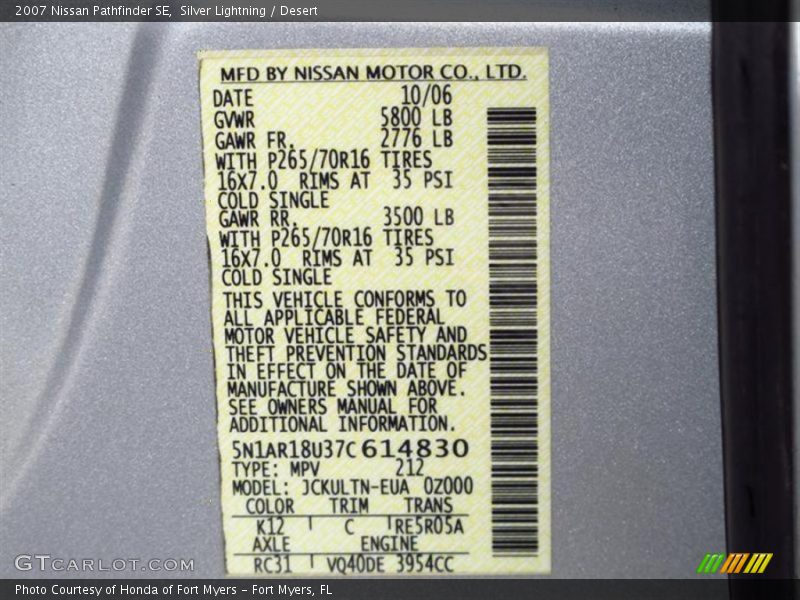 2007 Nissan Pathfinder SE, Silver Lightning / Desert
MFD BY NISSAN MOTOR CO., LTD.
DATE 10/06
GVWR 5800 LB
GAWR FR. 2776 LB
WITH P265/70R16 TIRES
16X7.0 RIMS AT 35 PSI
COLD SINGLE
GAWR RR. 3500 LB
WITH P265/70R16 TIRES
16X7.0 RIMS AT 35 PSI
COLD SINGLE
THIS VEHICLE CONFORMS TO
ALL APPLICABLE FEDERAL
MOTOR VEHICLE SAFETY AND
THEFT PREVENTION STANDARDS
IN EFFECT ON THE DATE OF
MANUFACTURE SHOWN ABOVE.
SEE OWNERS MANUAL FOR
ADDITIONAL INFORMATION.
5N1AR18U37C614830
TYPE: MPV 212
MODEL: JCKULTN-EUA 0Z000
COLOR TRIM TRANS
K12 C RE5R05A
AXLE ENGINE
RC31 VQ40DE 3954CC
GTCARLOT.COM
Photo Courtesy of Honda of Fort Myers - Fort Myers, FL